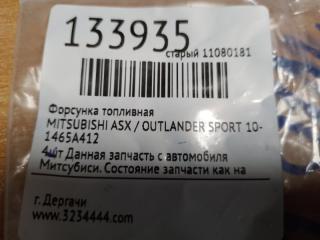 133935
старый 11080181
Форсунка топливная
MITSUBISHI ASX / OUTLANDER SPORT 10-
1465A412
4шт Данная запчасть с автомобиля
Митсубиси. Состояние запчасти как на
г. Дергачи
www.3234444.com